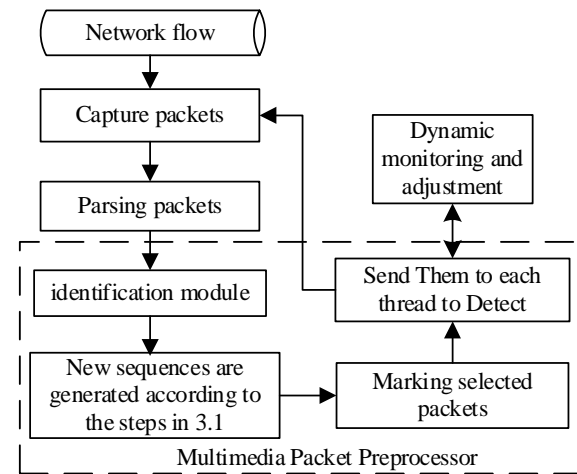 Network flow
Capture packets
Parsing packets
identification module
New sequences are
generated according to
the steps in 3.1
Marking selected
packets
Send Them to each
thread to Detect
Dynamic
monitoring and
adjustment
Multimedia Packet Preprocessor